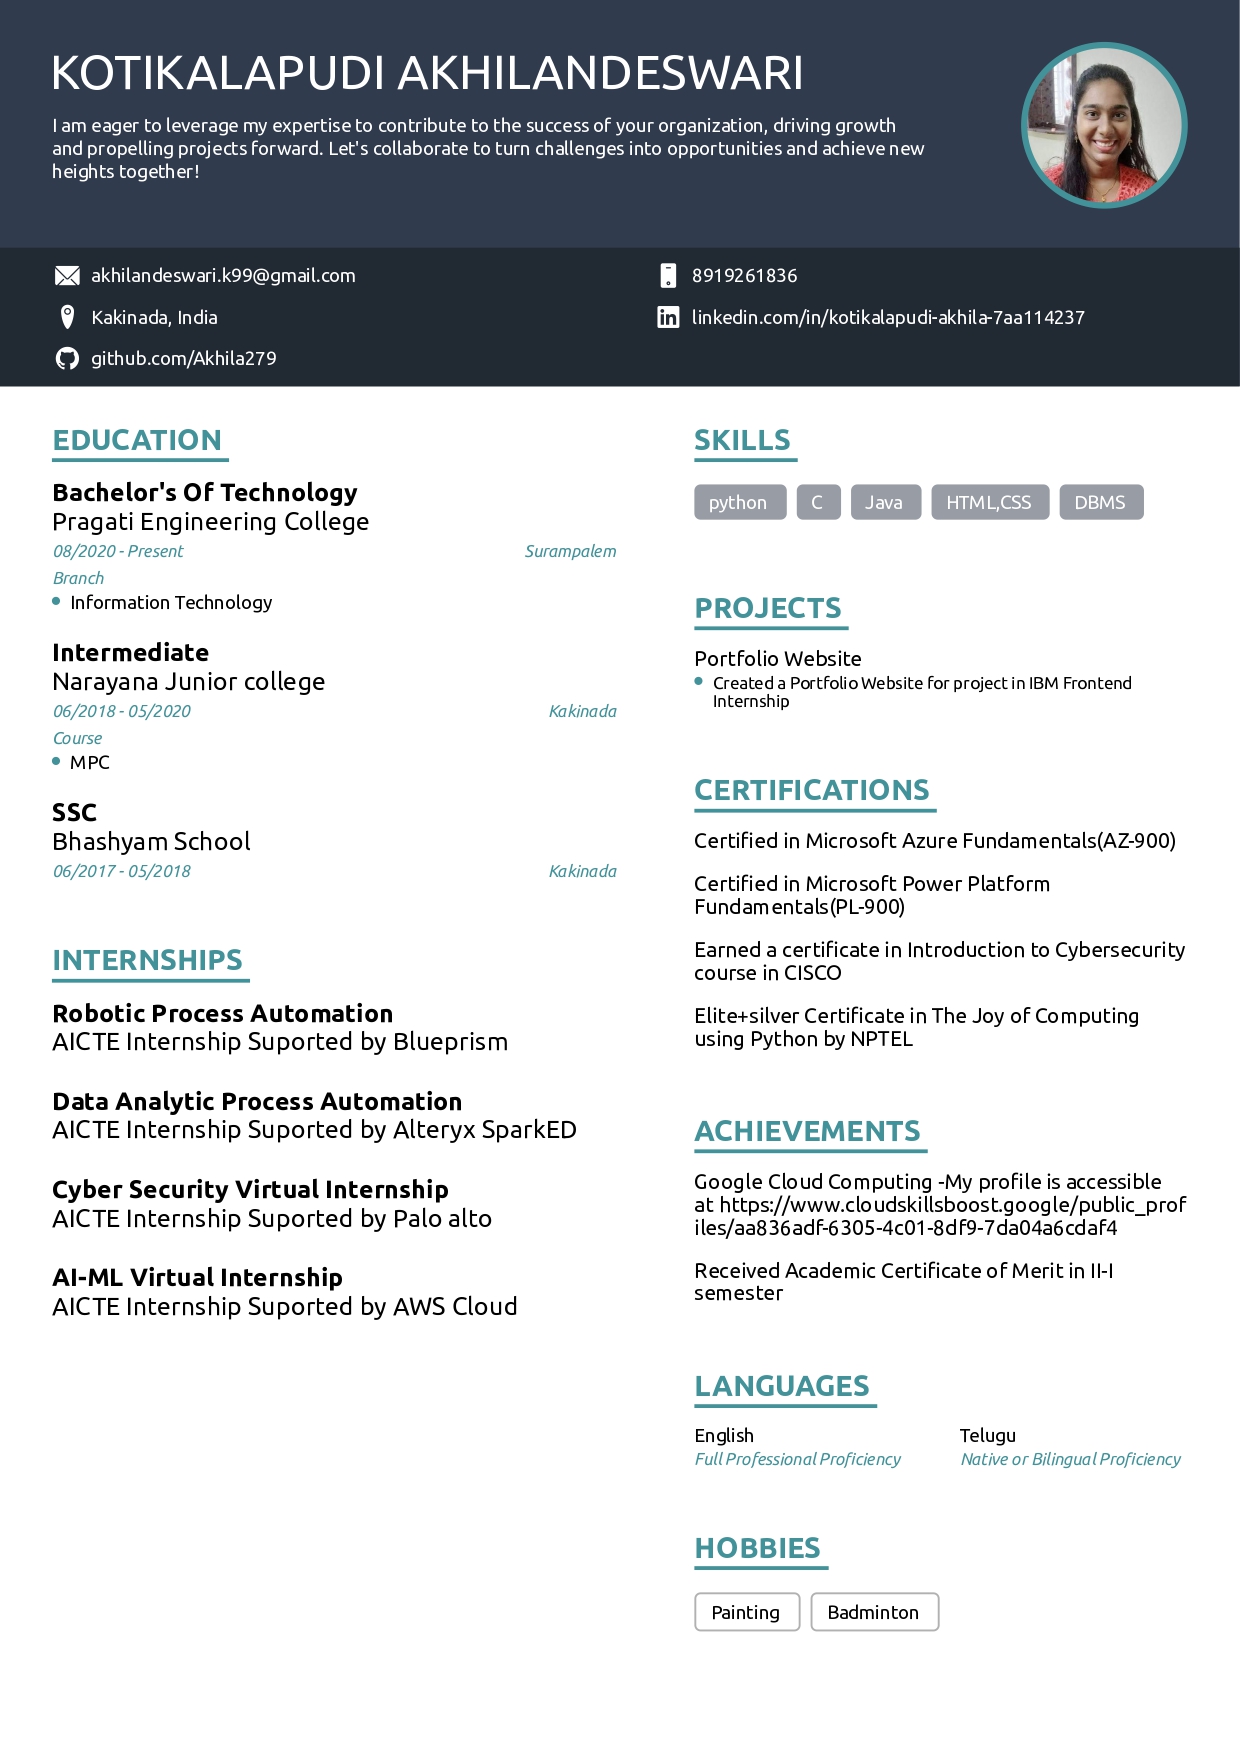 KOTIKALAPUDI AKHILANDESWARI
I am eager to leverage my expertise to contribute to the success of your organization, driving growth
and propelling projects forward. Let's collaborate to turn challenges into opportunities and achieve new
heights together!
akhilandeswari.k99@gmail.com
8919261836
Kakinada, India
linkedin.com/in/kotikalapudi-akhila-7aa114237
github.com/Akhila279
EDUCATION
Bachelor's Of Technology
Pragati Engineering College
08/2020 - Present
Surampalem
Branch
Information Technology
Intermediate
Narayana Junior college
06/2018 - 05/2020
Kakinada
Course
MPC
SSC
Bhashyam School
06/2017 - 05/2018
Kakinada
INTERNSHIPS
Robotic Process Automation
AICTE Internship Suported by Blueprism
Data Analytic Process Automation
AICTE Internship Suported by Alteryx SparkED
Cyber Security Virtual Internship
AICTE Internship Suported by Palo alto
AI-ML Virtual Internship
AICTE Internship Suported by AWS Cloud
SKILLS
python
C
Java
HTML,CSS
DBMS
PROJECTS
Portfolio Website
Created a Portfolio Website for project in IBM Frontend
Internship
CERTIFICATIONS
Certified in Microsoft Azure Fundamentals(AZ-900)
Certified in Microsoft Power Platform
Fundamentals(PL-900)
Earned a certificate in Introduction to Cybersecurity
course in CISCO
Elite+silver Certificate in The Joy of Computing
using Python by NPTEL
ACHIEVEMENTS
Google Cloud Computing -My profile is accessible
at https://www.cloudskillsboost.google/public_prof
iles/aa836adf-6305-4c01-8df9-7da04a6cdaf4
Received Academic Certificate of Merit in II-I
semester
LANGUAGES
English
Full Professional Proficiency
Telugu
Native or Bilingual Proficiency
HOBBIES
Painting
Badminton